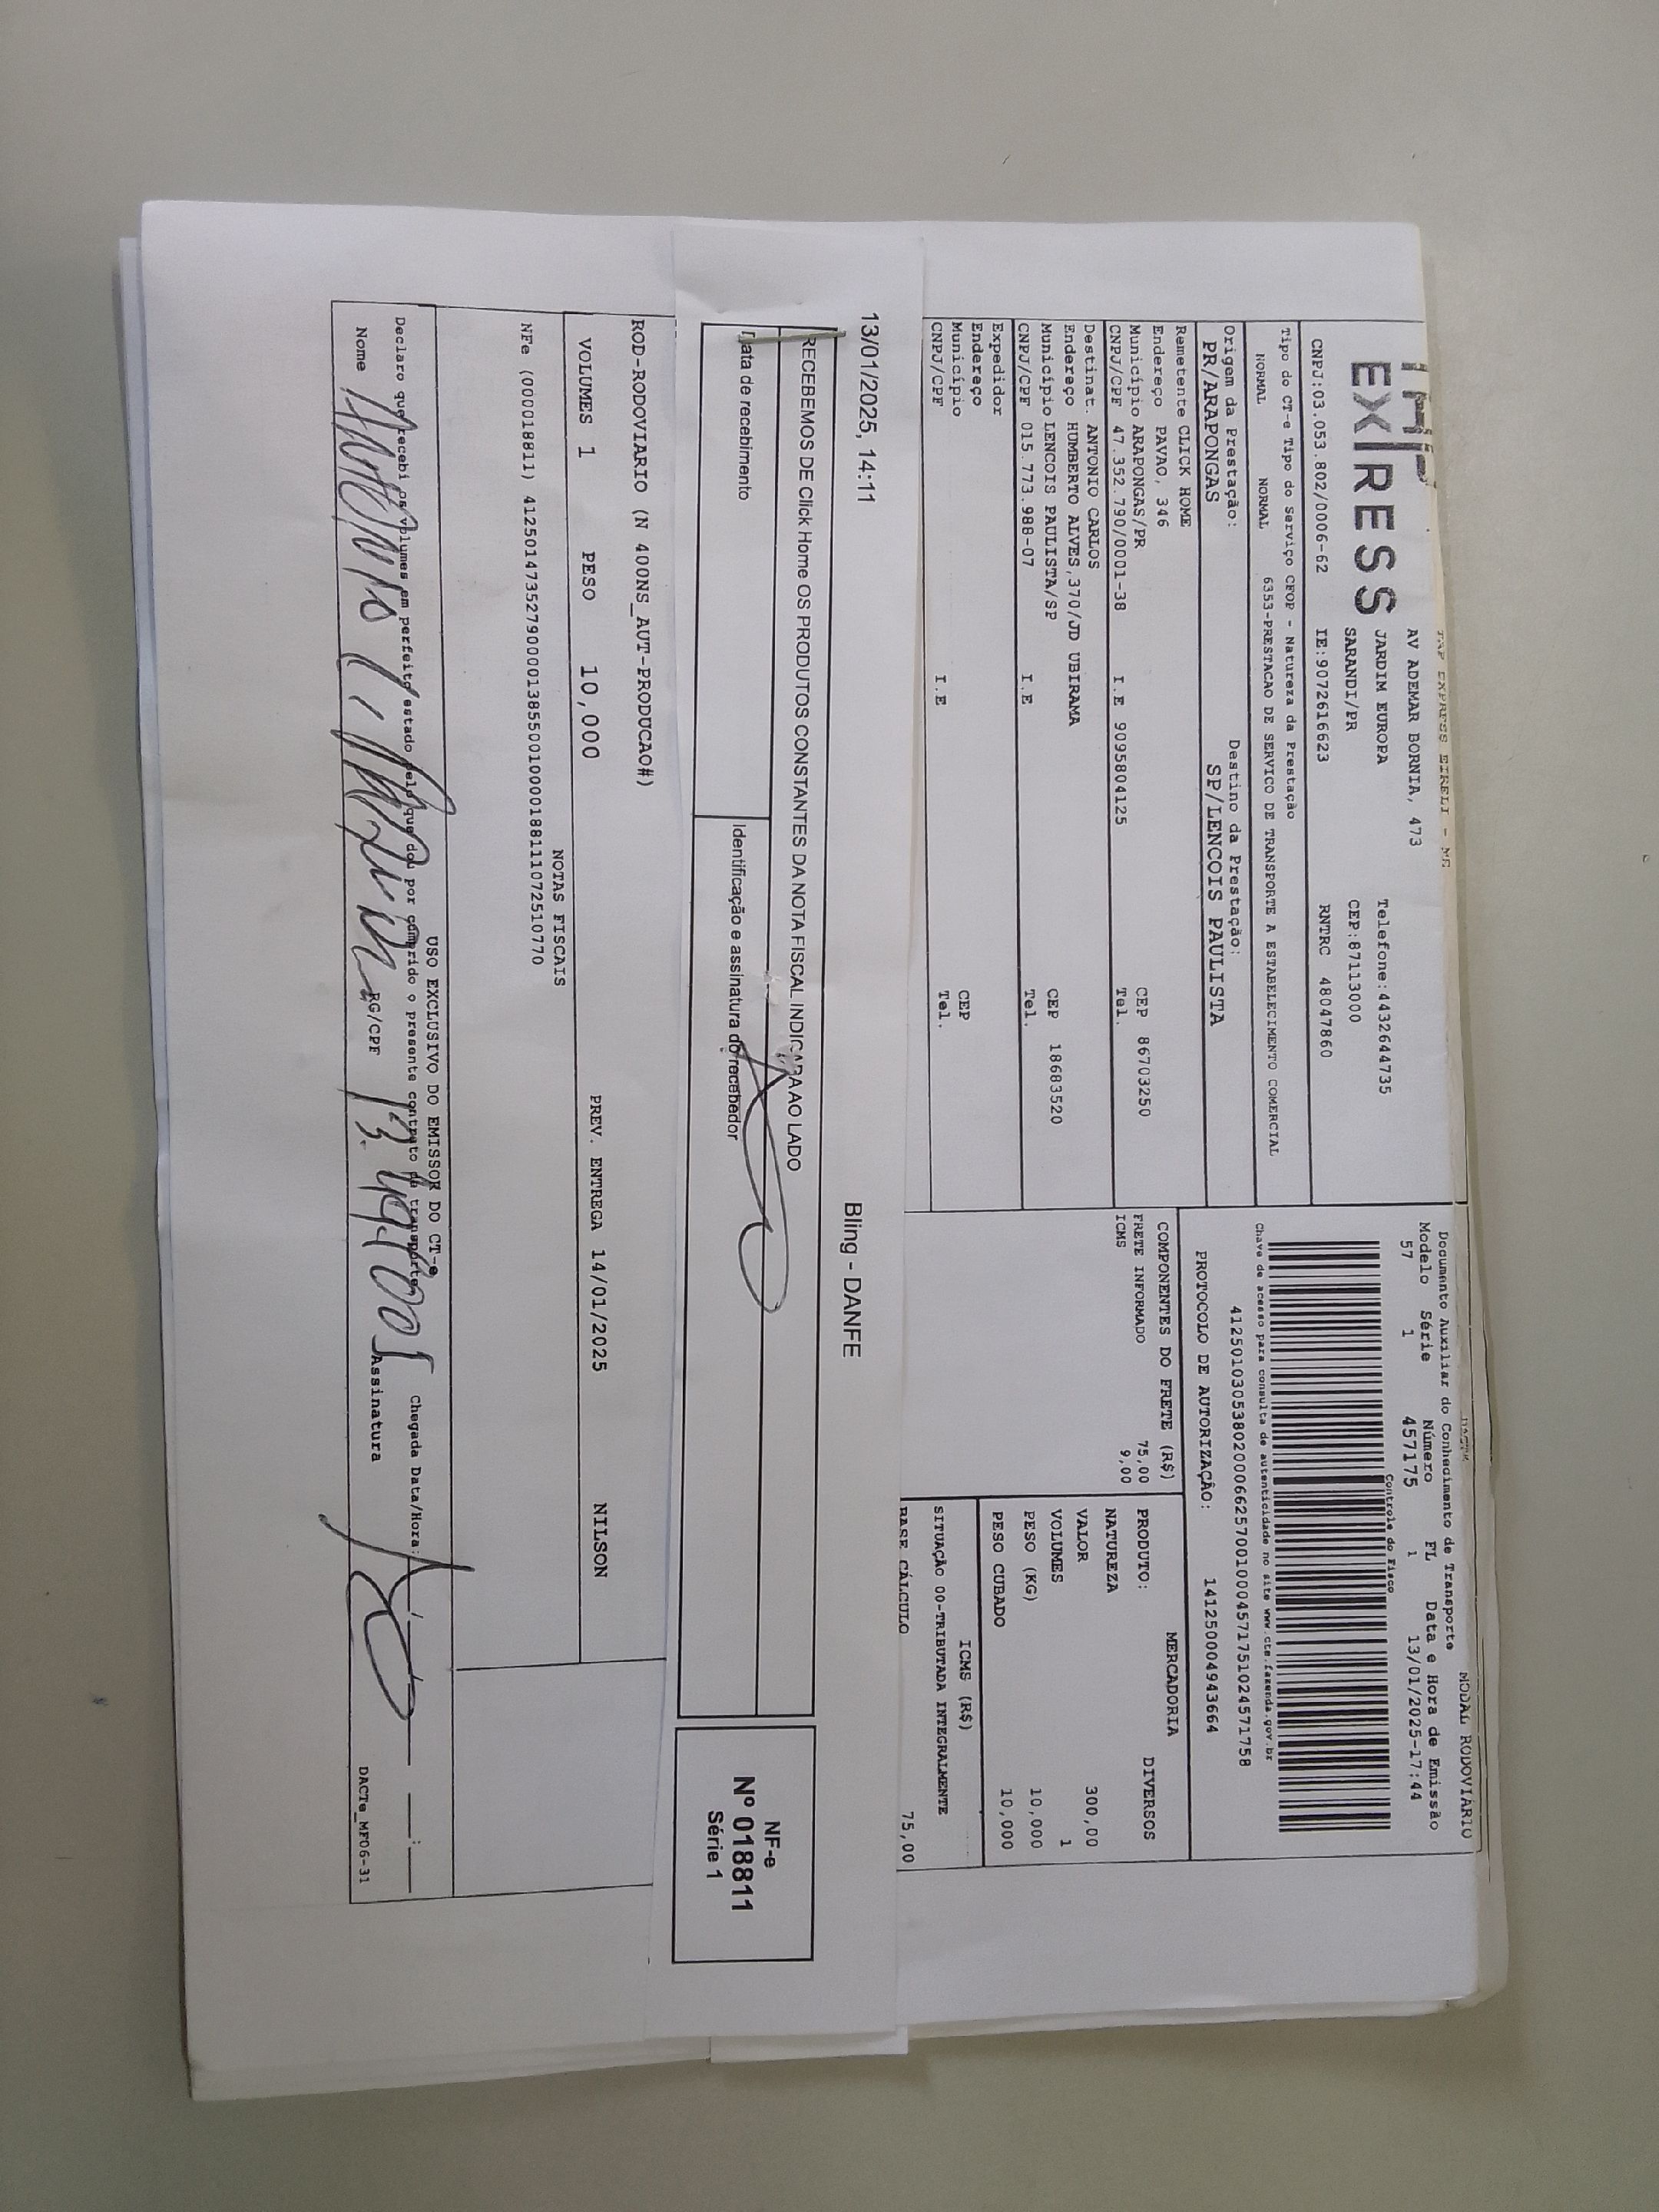 TAP EXPRESS EIRELI - ME
EXPRESS
AV ADEMAR BORNIA, 473
JARDIM EUROPA
Telefone:4432644735
SARANDI/PR
CEP:87113000
CNPJ:03.053.802/0006-62 IE:9072616623 RNTRC 48047860
Tipo do CT-e Tipo do Serviço CFOP - Natureza da Prestação
NORMAL NORMAL 6353-PRESTACAO DE SERVICO DE TRANSPORTE A ESTABELECIMENTO COMERCIAL
Origem da Prestação: Destino da Prestação:
PR/ARAPONGAS SP/LENCOIS PAULISTA
Remetente CLICK HOME
Endereço PAVAO, 346
Município ARAPONGAS/PR CEP 86703250
CNPJ/CPF 47.352.790/0001-38 I.E 9095804125 Tel.
Destinat. ANTONIO CARLOS
Endereço HUMBERTO ALVES,370/JD UBIRAMA
Município LENCOIS PAULISTA/SP CEP 18683520
CNPJ/CPF 015.773.988-07 I.E Tel.
Expedidor
Endereço
Município CEP
CNPJ/CPF I.E Tel.
DACTE MODAL RODOVIÁRIO
Documento Auxiliar do Conhecimento de Transporte
Modelo Série Número FL Data e Hora de Emissão
57 1 457175 1 13/01/2025-17:44
Controle do Fisco
Chave de acesso para consulta de autenticidade no site www.cte.fazenda.gov.br
41250103053802000662570010004571751024571758
PROTOCOLO DE AUTORIZAÇÃO: 14125004943664
COMPONENTES DO FRETE (R$)
FRETE INFORMADO 75,00
ICMS 9,00
MERCADORIA
PRODUTO: DIVERSOS
NATUREZA
VALOR 300,00
VOLUMES 1
PESO (KG) 10,000
PESO CUBADO 10,000
ICMS (R$)
SITUAÇÃO 00-TRIBUTADA INTEGRALMENTE
BASE CÁLCULO 75,00
13/01/2025, 14:11 Bling - DANFE
RECEBEMOS DE Click Home OS PRODUTOS CONSTANTES DA NOTA FISCAL INDICADA AO LADO
Data de recebimento Identificação e assinatura do recebedor
NF-e
Nº 018811
Série 1
ROD-RODOVIARIO (N 400NS_AUT-PRODUCAO#)
VOLUMES 1 PESO 10,000 PREV. ENTREGA 14/01/2025 NILSON
NOTAS FISCAIS
NFe (000018811) 41250147352790000138550010000188111072510770
USO EXCLUSIVO DO EMISSOR DO CT-e
Declaro que recebi os volumes em perfeito estado pelo que dou por cumprido o presente contrato de transporte Chegada Data/Hora:
Nome Antonio RG/CPF Assinatura
DACTe_MF06-31